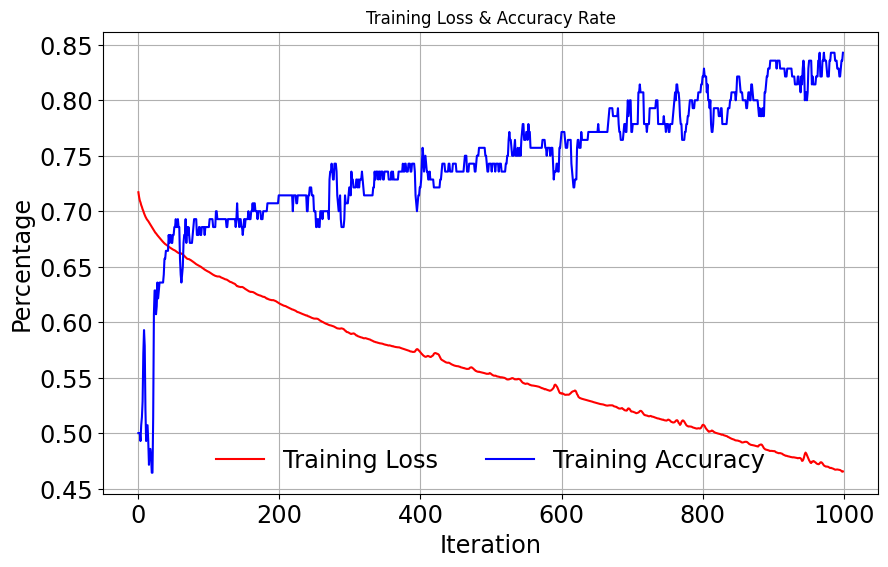 Training Loss & Accuracy Rate
Percentage
0.85
0.80
0.75
0.70
0.65
0.60
0.55
0.50
0.45
Training Loss Training Accuracy
0 200 400 600 800 1000
Iteration